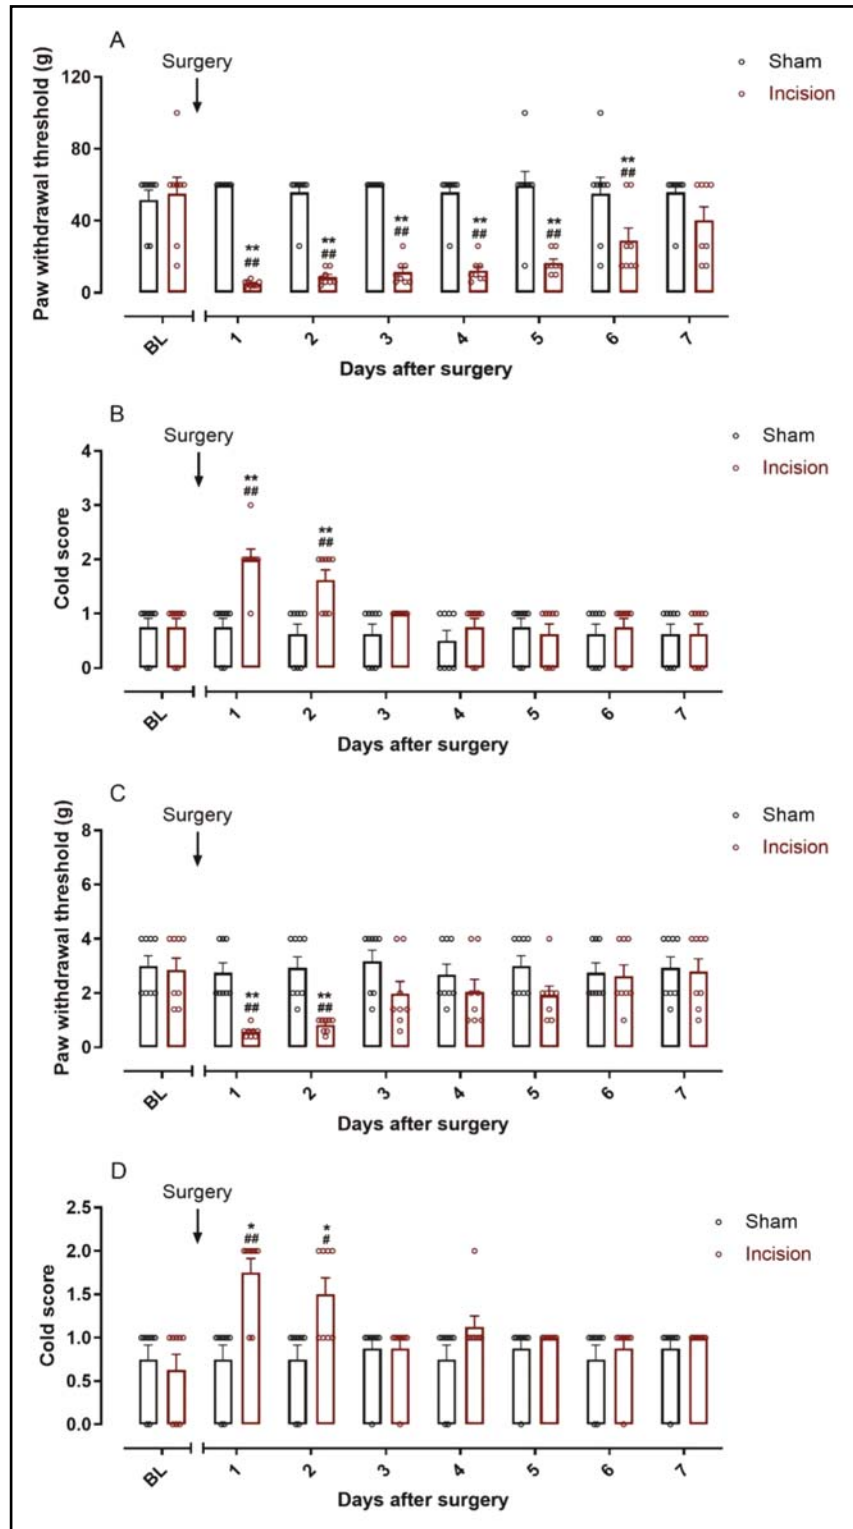 A
Surgery
Sham
Incision
Paw withdrawal threshold (g)
120
80
40
0
** ## ** ## ** ## ** ## ** ## ** ##
BL 1 2 3 4 5 6 7
Days after surgery
B
Surgery
Sham
Incision
Cold score
4
3
2
1
0
** ## ** ##
BL 1 2 3 4 5 6 7
Days after surgery
C
Surgery
Sham
Incision
Paw withdrawal threshold (g)
8
6
4
2
0
** ## ** ##
BL 1 2 3 4 5 6 7
Days after surgery
D
Surgery
Sham
Incision
Cold score
2.5
2.0
1.5
1.0
0.5
0.0
* ## * #
BL 1 2 3 4 5 6 7
Days after surgery